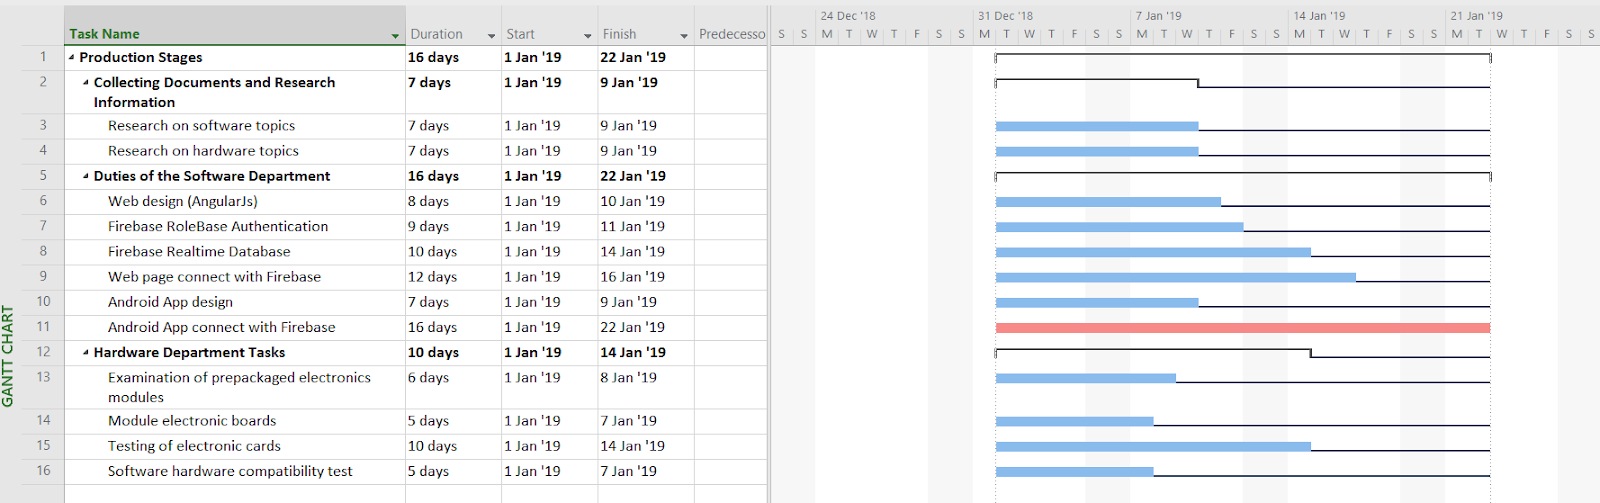 24 Dec '18 31 Dec '18 7 Jan '19 14 Jan '19 21 Jan '19
Task Name Duration Start Finish Predecesso S S M T W T F S S M T W T F S S M T W T F S S M T W T F S S M T W T F S S
1 Production Stages 16 days 1 Jan '19 22 Jan '19
2 Collecting Documents and Research 7 days 1 Jan '19 9 Jan '19
Information
3 Research on software topics 7 days 1 Jan '19 9 Jan '19
4 Research on hardware topics 7 days 1 Jan '19 9 Jan '19
5 Duties of the Software Department 16 days 1 Jan '19 22 Jan '19
6 Web design (AngularJs) 8 days 1 Jan '19 10 Jan '19
7 Firebase RoleBase Authentication 9 days 1 Jan '19 11 Jan '19
8 Firebase Realtime Database 10 days 1 Jan '19 14 Jan '19
9 Web page connect with Firebase 12 days 1 Jan '19 16 Jan '19
10 Android App design 7 days 1 Jan '19 9 Jan '19
11 Android App connect with Firebase 16 days 1 Jan '19 22 Jan '19
12 Hardware Department Tasks 10 days 1 Jan '19 14 Jan '19
13 Examination of prepackaged electronics 6 days 1 Jan '19 8 Jan '19
modules
14 Module electronic boards 5 days 1 Jan '19 7 Jan '19
15 Testing of electronic cards 10 days 1 Jan '19 14 Jan '19
16 Software hardware compatibility test 5 days 1 Jan '19 7 Jan '19
GANTT CHART